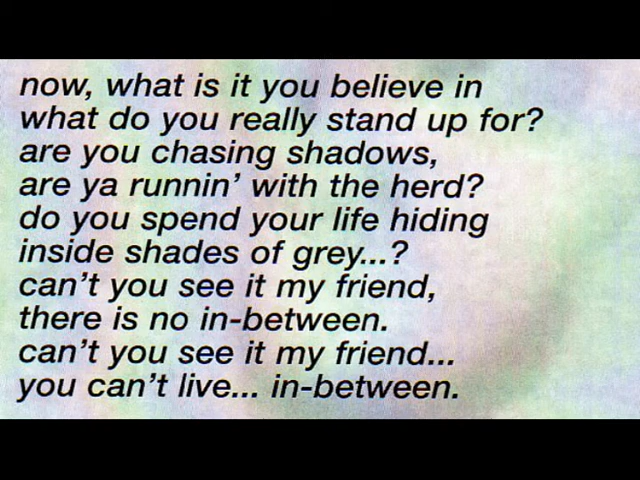 now, what is it you believe in
what do you really stand up for?
are you chasing shadows,
are ya runnin' with the herd?
do you spend your life hiding
inside shades of grey...?
can't you see it my friend,
there is no in-between.
can't you see it my friend...
you can't live... in-between.